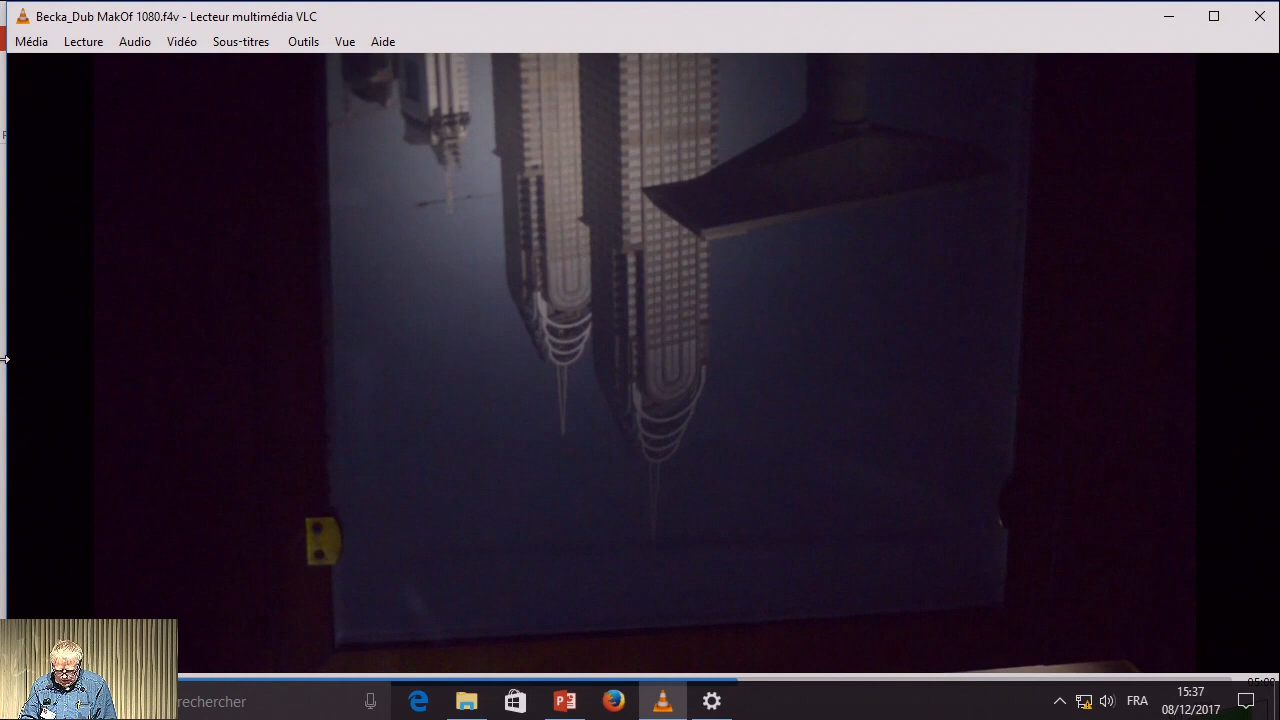 Becka_Dub MakOf 1080.f4v - Lecteur multimédia VLC
Média Lecture Audio Vidéo Sous-titres Outils Vue Aide
rechercher
FRA
15:37
08/12/2017